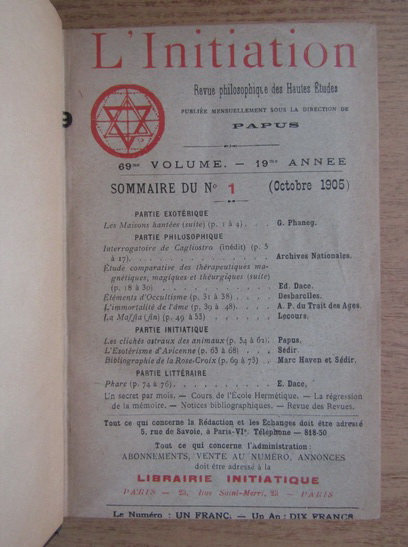 L'Initiation
Revue philosophique des Hautes Études
PUBLIÉE MENSUELLEMENT SOUS LA DIRECTION DE
PAPUS
69me VOLUME. — 19me ANNÉE
SOMMAIRE DU No 1 (Octobre 1905)
PARTIE EXOTÉRIQUE
Les Maisons hantées (suite) (p. 1 à 4). . . G. Phaneg.
PARTIE PHILOSOPHIQUE
Interrogatoire de Cagliostro (inédit) (p. 5
à 17). . . . . . . . . . . . . Archives Nationales.
Étude comparative des thérapeutiques ma-
gnétiques, magiques et théurgiques (suite)
(p. 18 à 30) . . . . . . . . . . . Ed. Dace.
Eléments d'Occultisme (p. 31 à 38) . . . . Desbarolles.
L'immortalité de l'âme (p. 39 à 48). . . . A. P. du Trait des Ages.
La Maffia (fin) (p. 49 à 53) . . . . . . Lecours.
PARTIE INITIATIQUE
Les clichés astraux des animaux (p. 54 à 62). Papus.
L'Esotérisme d'Avicenne (p. 63 à 68) . . . Sédir.
Bibliographie de la Rose-Croix (p. 69 à 73) . . Marc Haven et Sédir.
PARTIE LITTÉRAIRE
Phare (p. 74 à 76). . . . . . . . . E. Dace.
Un secret par mois. — Cours de l'École Hermétique. — La régression
de la mémoire. — Notices bibliographiques. — Revue des Revues.
Tout ce qui concerne la Rédaction et les Echanges doit être adressé
5, rue de Savoie, à Paris-VIe. Téléphone — 818-50
Tout ce qui concerne l'Administration:
ABONNEMENTS, VENTE AU NUMÉRO, ANNONCES
doit être adressé à la
LIBRAIRIE INITIATIQUE
PARIS — 23, Rue Saint-Merri, 23 — PARIS
Le Numéro : UN FRANC. — Un An : DIX FRANCS